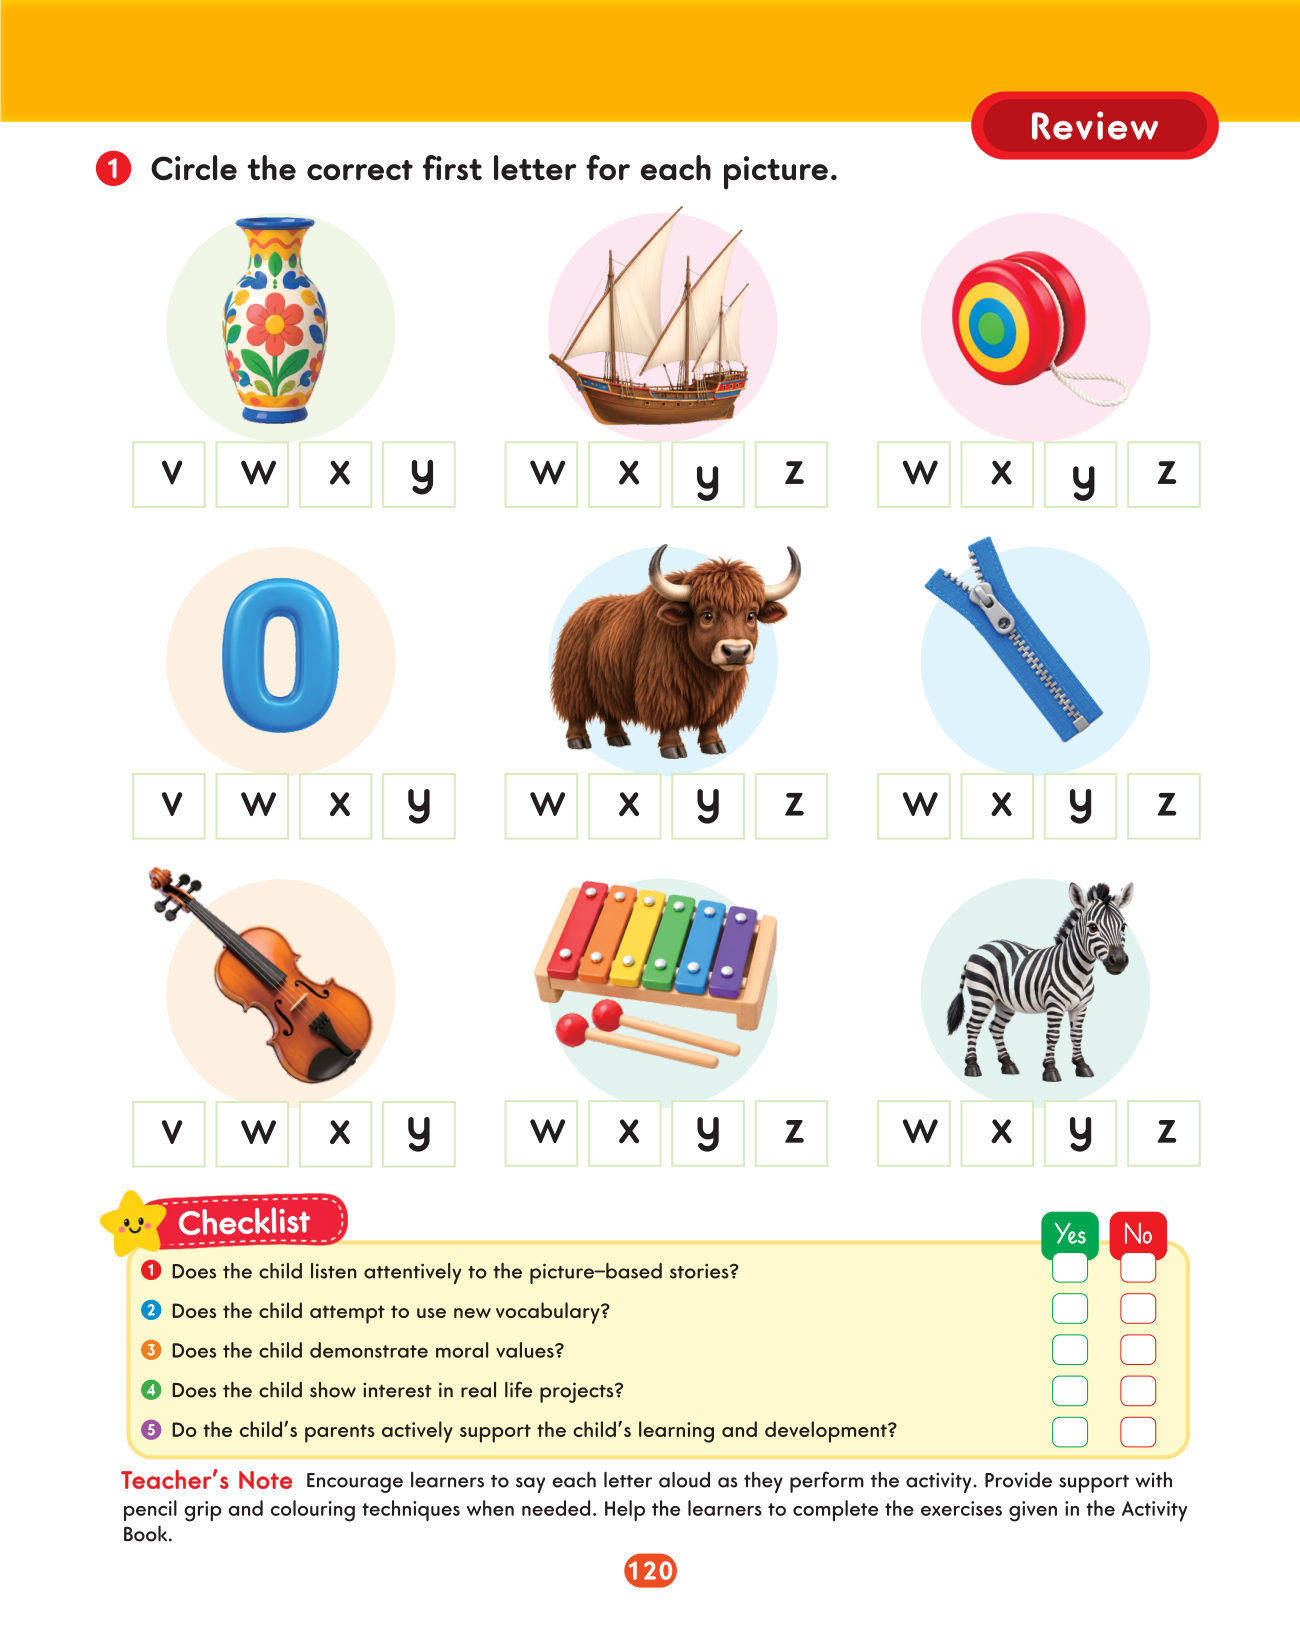 Review
1 Circle the correct first letter for each picture.
v w x y
w x y z
w x y z
0
v w x y
w x y z
w x y z
v w x y
w x y z
w x y z
Checklist
Yes No
1 Does the child listen attentively to the picture–based stories?
2 Does the child attempt to use new vocabulary?
3 Does the child demonstrate moral values?
4 Does the child show interest in real life projects?
5 Do the child's parents actively support the child's learning and development?
Teacher's Note Encourage learners to say each letter aloud as they perform the activity. Provide support with
pencil grip and colouring techniques when needed. Help the learners to complete the exercises given in the Activity
Book.
120